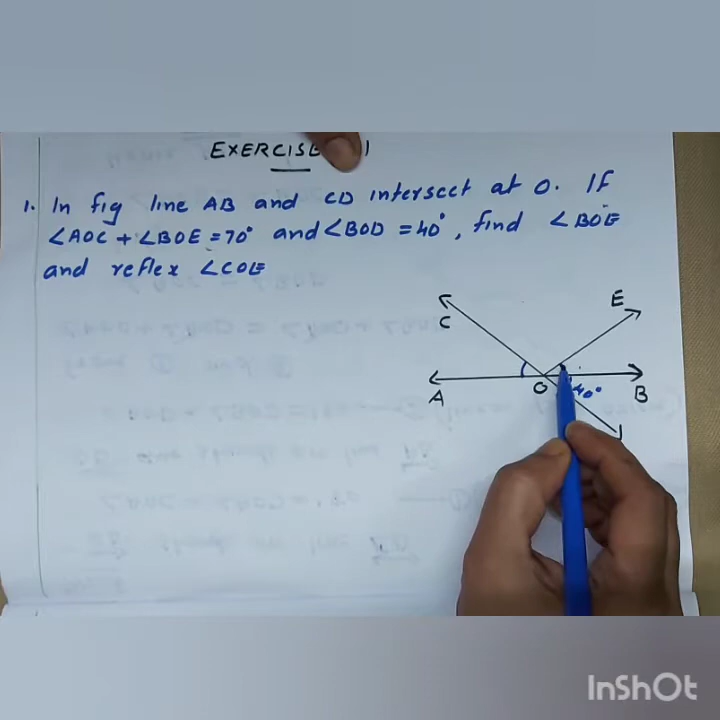 EXERCISE 1
1. In fig line AB and CD intersect at O. If
∠AOC + ∠BOE = 70° and ∠BOD = 40°, find ∠BOE
and reflex ∠COE
E
C
O
A
40°
B
InShOt